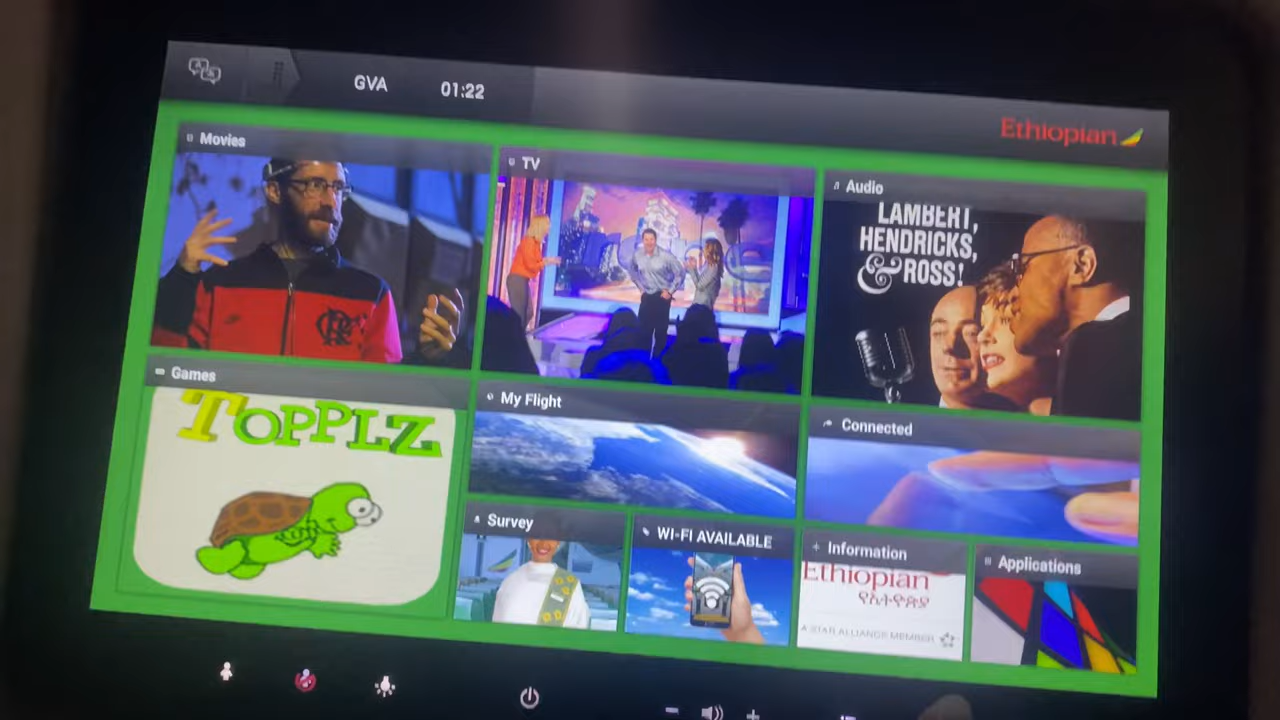 GVA
01:22
Ethiopian
Movies
TV
Audio
LAMBERT,
HENDRICKS,
& ROSS!
Games
TOPPLZ
My Flight
Connected
Survey
WI-FI AVAILABLE
Information
Ethiopian
የኢትዮጵያ
A STAR ALLIANCE MEMBER
Applications